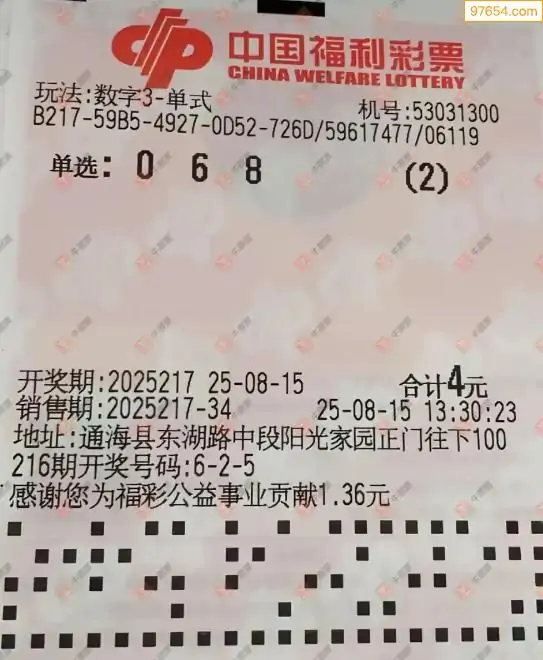 97654.com
中国福利彩票
CHINA WELFARE LOTTERY
玩法:数字3-单式 机号:53031300
B217-59B5-4927-0D52-726D/59617477/06119
单选: 0 6 8 (2)
开奖期:2025217 25-08-15 合计4元
销售期:2025217-34 25-08-15 13:30:23
地址:通海县东湖路中段阳光家园正门往下100
216期开奖号码:6-2-5
感谢您为福彩公益事业贡献1.36元